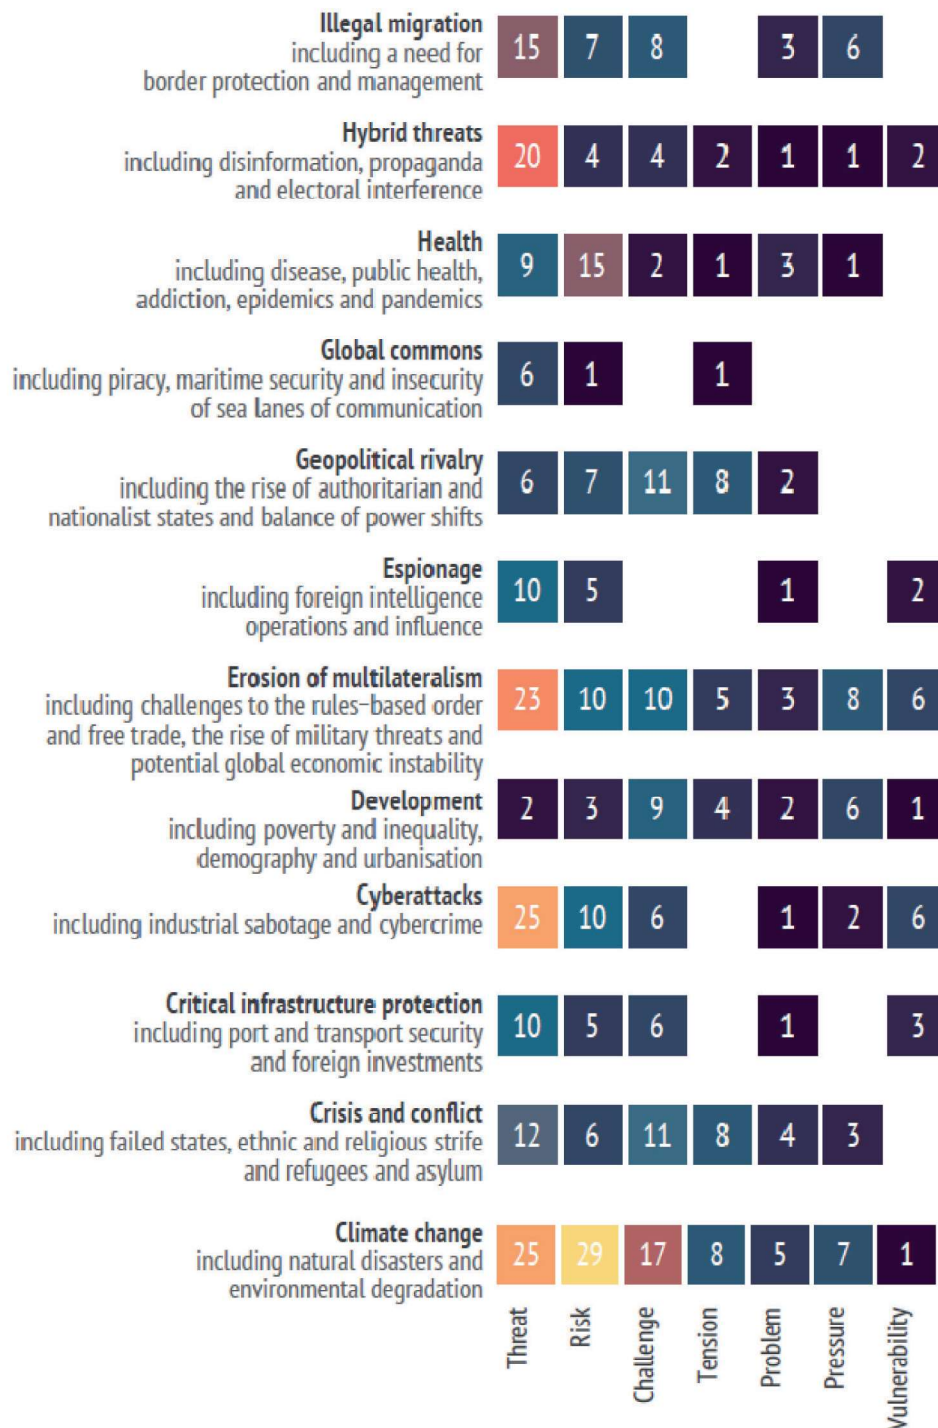 Illegal migration
including a need for
border protection and management
15 7 8 3 6
Hybrid threats
including disinformation, propaganda
and electoral interference
20 4 4 2 1 1 2
Health
including disease, public health,
addiction, epidemics and pandemics
9 15 2 1 3 1
Global commons
including piracy, maritime security and insecurity
of sea lanes of communication
6 1 1
Geopolitical rivalry
including the rise of authoritarian and
nationalist states and balance of power shifts
6 7 11 8 2
Espionage
including foreign intelligence
operations and influence
10 5 1 2
Erosion of multilateralism
including challenges to the rules-based order
and free trade, the rise of military threats and
potential global economic instability
23 10 10 5 3 8 6
Development
including poverty and inequality,
demography and urbanisation
2 3 9 4 2 6 1
Cyberattacks
including industrial sabotage and cybercrime
25 10 6 1 2 6
Critical infrastructure protection
including port and transport security
and foreign investments
10 5 6 1 3
Crisis and conflict
including failed states, ethnic and religious strife
and refugees and asylum
12 6 11 8 4 3
Climate change
including natural disasters and
environmental degradation
25 29 17 8 5 7 1
Threat
Risk
Challenge
Tension
Problem
Pressure
Vulnerability